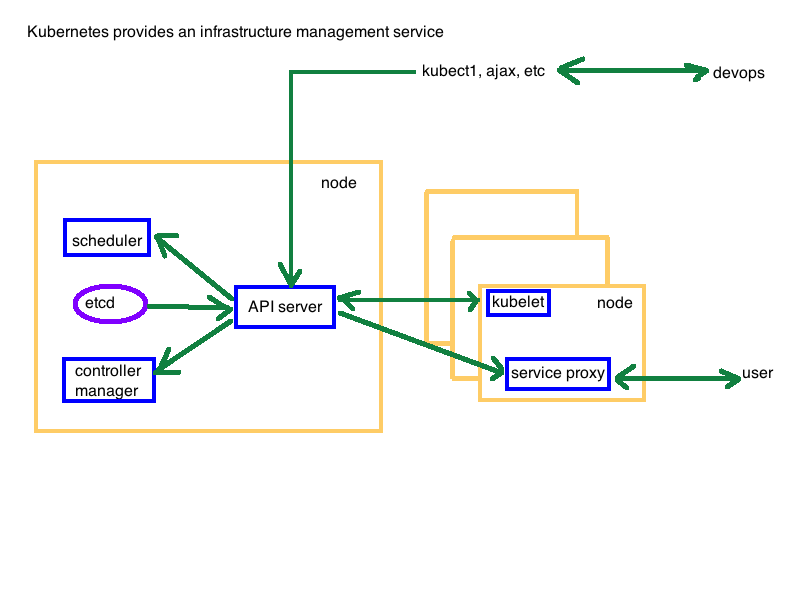 Kubernetes provides an infrastructure management service
kubect1, ajax, etc
devops
node
scheduler
etcd
API server
controller
manager
kubelet
node
service proxy
user